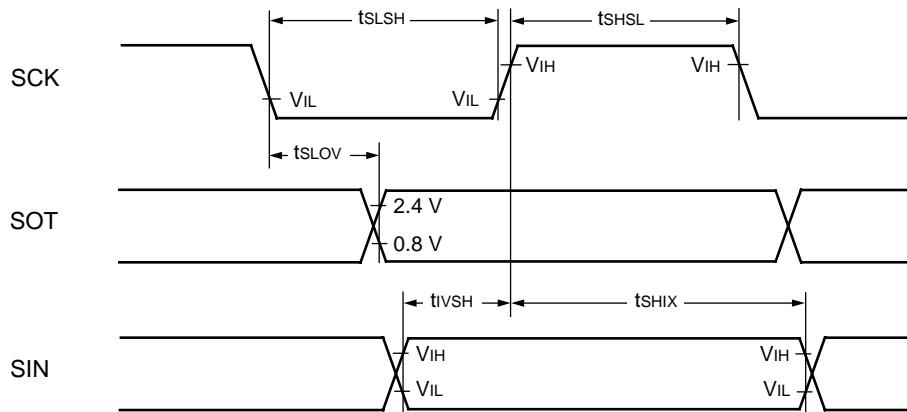 tSLSH tSHSL
SCK VIH VIH
VIL VIL
tSLOV
SOT 2.4 V
0.8 V
tIVSH tSHIX
SIN VIH VIH
VIL VIL